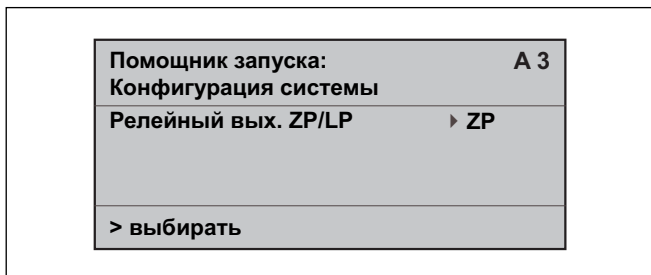 Помощник запуска: A 3
Конфигурация системы
Релейный вых. ZP/LP ZP
> выбирать